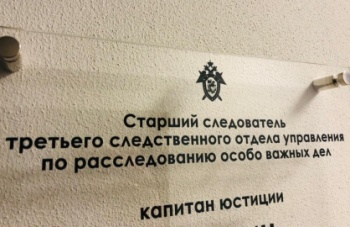 Старший следователь
третьего следственного отдела управления
по расследованию особо важных дел
капитан юстиции